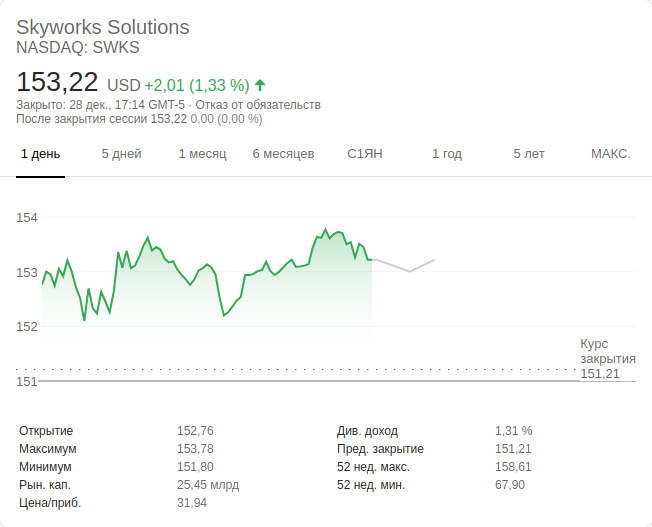 Skyworks Solutions
NASDAQ: SWKS
153,22 USD +2,01 (1,33 %)
Закрыто: 28 дек., 17:14 GMT-5 · Отказ от обязательств
После закрытия сессии 153,22 0,00 (0,00 %)
1 день 5 дней 1 месяц 6 месяцев С1ЯН 1 год 5 лет МАКС.
154
153
152
Курс
закрытия
151,21
151
Открытие 152,76 Див. доход 1,31 %
Максимум 153,78 Пред. закрытие 151,21
Минимум 151,80 52 нед. макс. 158,61
Рын. кап. 25,45 млрд 52 нед. мин. 67,90
Цена/приб. 31,94